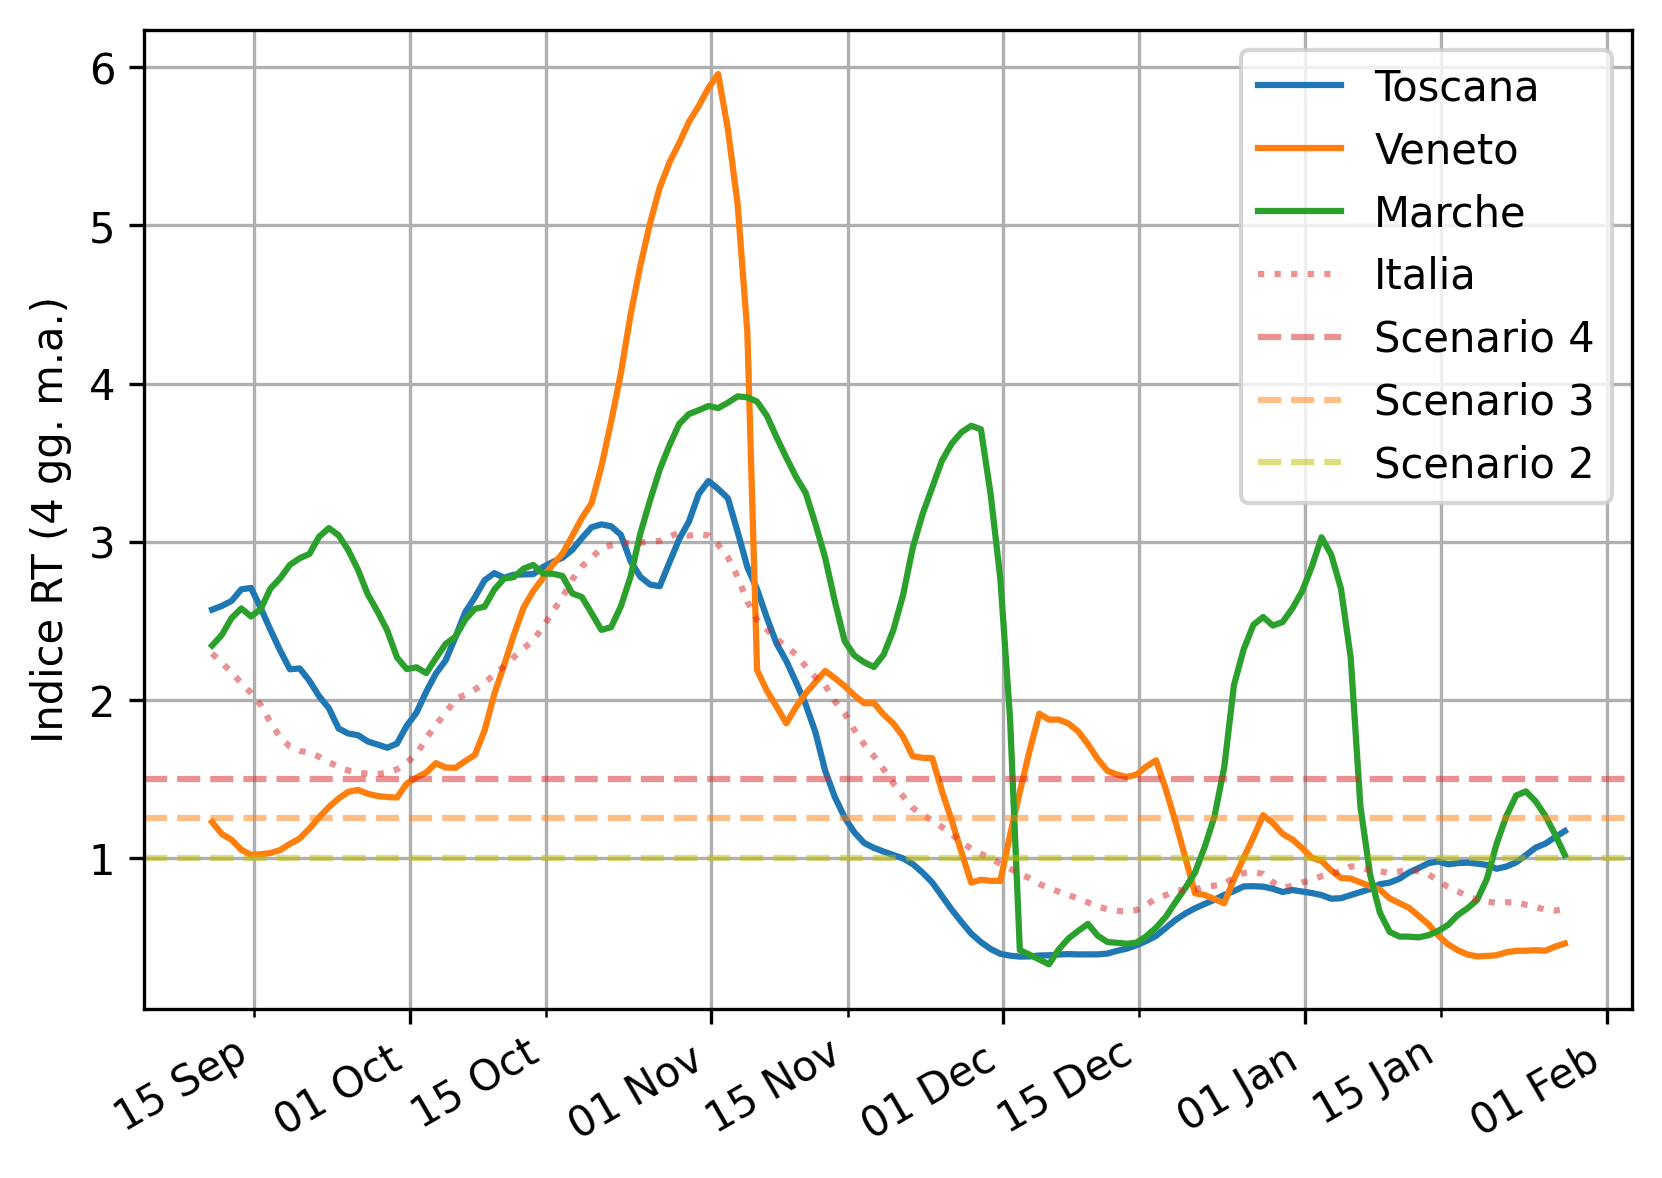 Indice RT (4 gg. m.a.)
6
5
4
3
2
1
Toscana
Veneto
Marche
Italia
Scenario 4
Scenario 3
Scenario 2
15 Sep
01 Oct
15 Oct
01 Nov
15 Nov
01 Dec
15 Dec
01 Jan
15 Jan
01 Feb